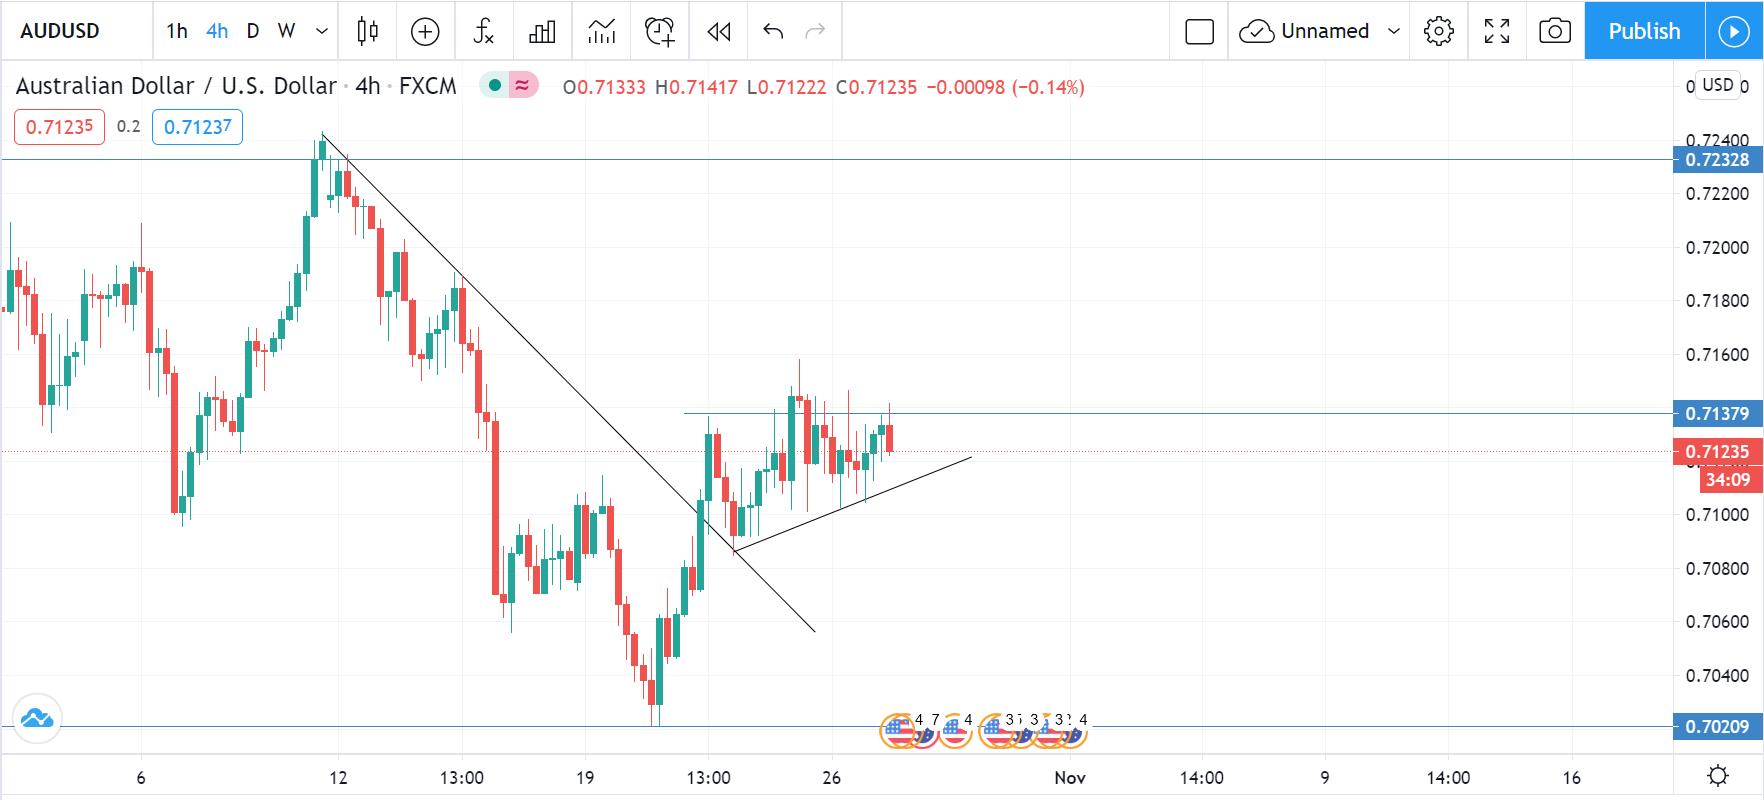 AUDUSD 1h 4h D W Unnamed Publish
Australian Dollar / U.S. Dollar · 4h · FXCM ≈ O0.71333 H0.71417 L0.71222 C0.71235 −0.00098 (−0.14%)
0.71235 0.2 0.71237
USD
0.72400
0.72328
0.72200
0.72000
0.71800
0.71600
0.71379
0.71235
34:09
0.71000
0.70800
0.70600
0.70400
0.70209
4 7 4 3 3 3 4
6 12 13:00 19 13:00 26 Nov 14:00 9 14:00 16